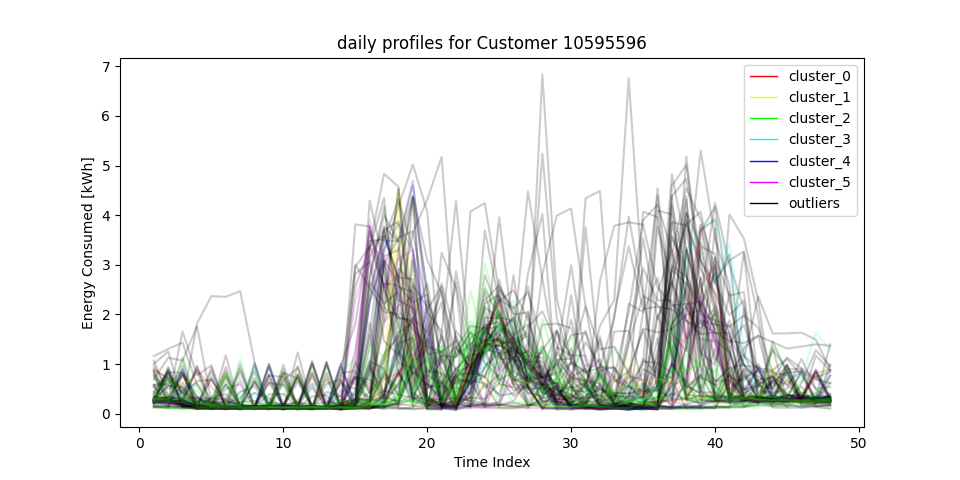 daily profiles for Customer 10595596
Energy Consumed [kWh]
7
6
5
4
3
2
1
0
0
10
20
30
40
50
Time Index
cluster_0
cluster_1
cluster_2
cluster_3
cluster_4
cluster_5
outliers